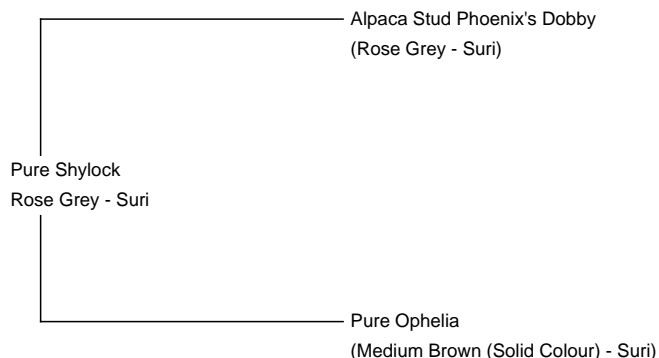 Alpaca Stud Phoenix's Dobby
(Rose Grey - Suri)
Pure Shylock
Rose Grey - Suri
Pure Ophelia
(Medium Brown (Solid Colour) - Suri)